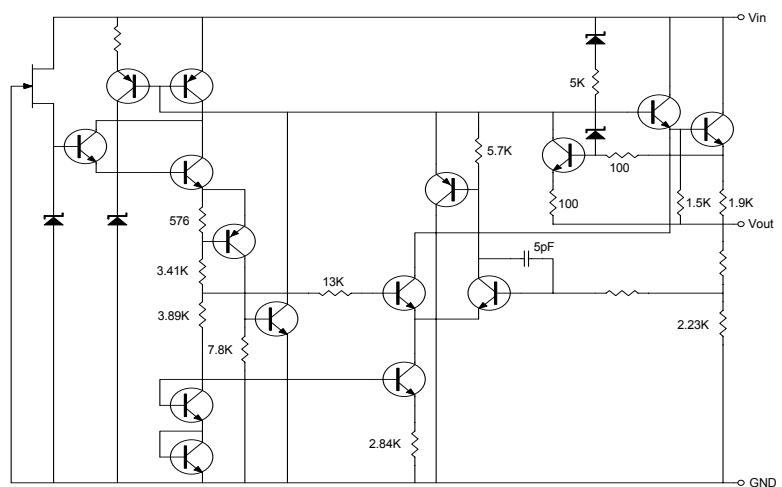 Vin
5K
5.7K
100
100
1.5K
1.9K
576
Vout
5pF
3.41K
13K
3.89K
2.23K
7.8K
2.84K
GND